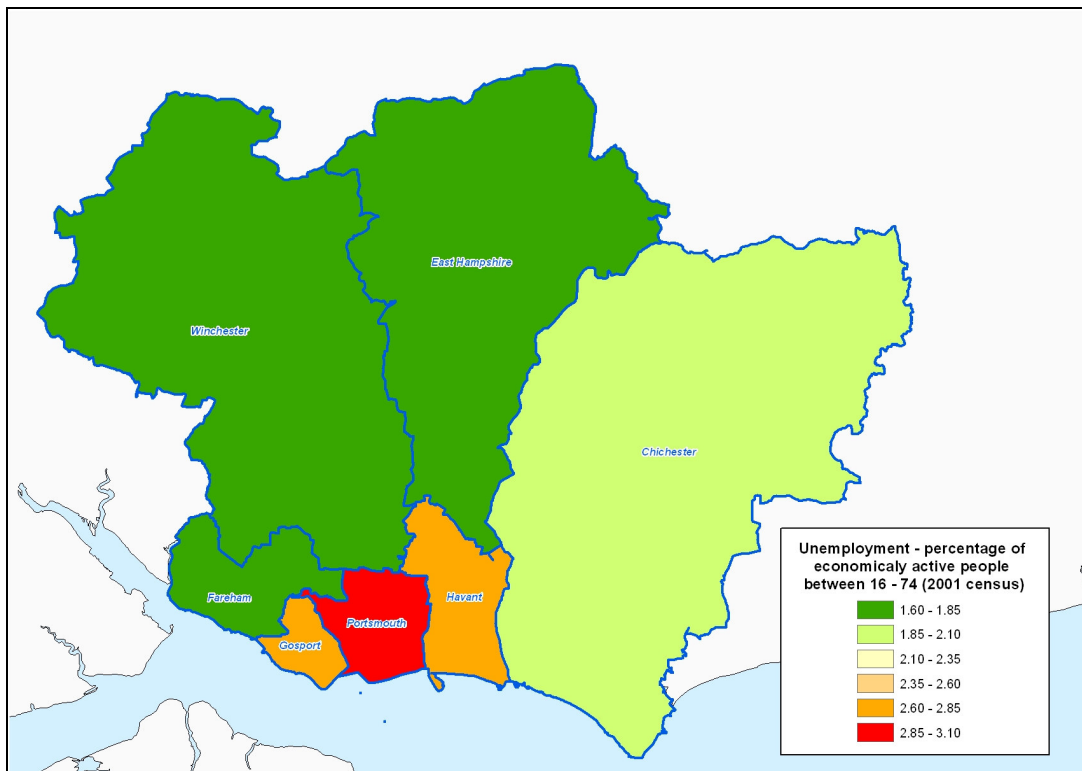 East Hampshire
Winchester
Chichester
Fareham
Portsmouth
Havant
Gosport
Unemployment - percentage of
economicaly active people
between 16 - 74 (2001 census)
1.60 - 1.85
1.85 - 2.10
2.10 - 2.35
2.35 - 2.60
2.60 - 2.85
2.85 - 3.10